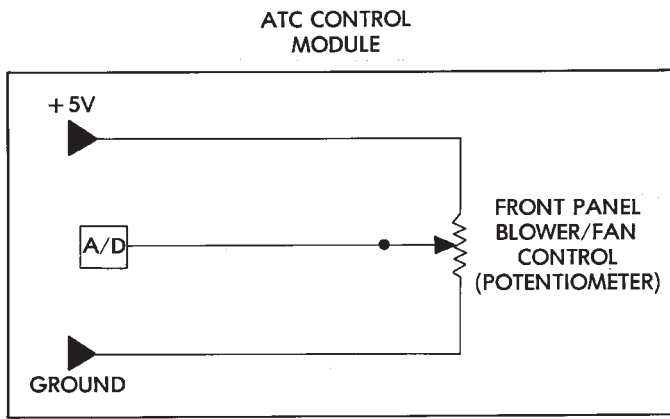 ATC CONTROL
MODULE
+5V
A/D
FRONT PANEL
BLOWER/FAN
CONTROL
(POTENTIOMETER)
GROUND